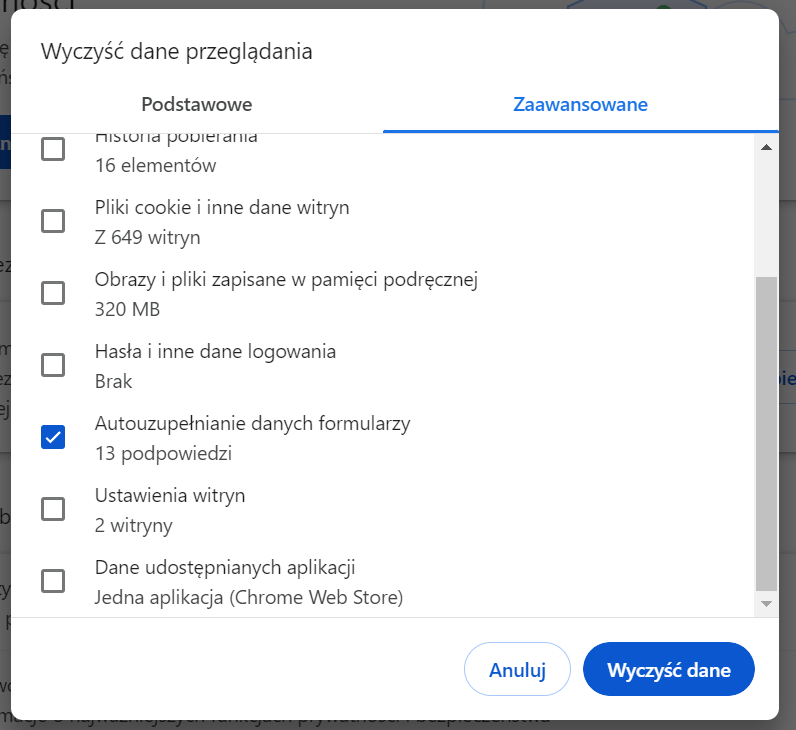 Wyczyść dane przeglądania
Podstawowe
Zaawansowane
Historia pobierania
16 elementów
Pliki cookie i inne dane witryn
Z 649 witryn
Obrazy i pliki zapisane w pamięci podręcznej
320 MB
Hasła i inne dane logowania
Brak
Autouzupełnianie danych formularzy
13 podpowiedzi
Ustawienia witryn
2 witryny
Dane udostępnianych aplikacji
Jedna aplikacja (Chrome Web Store)
Anuluj
Wyczyść dane